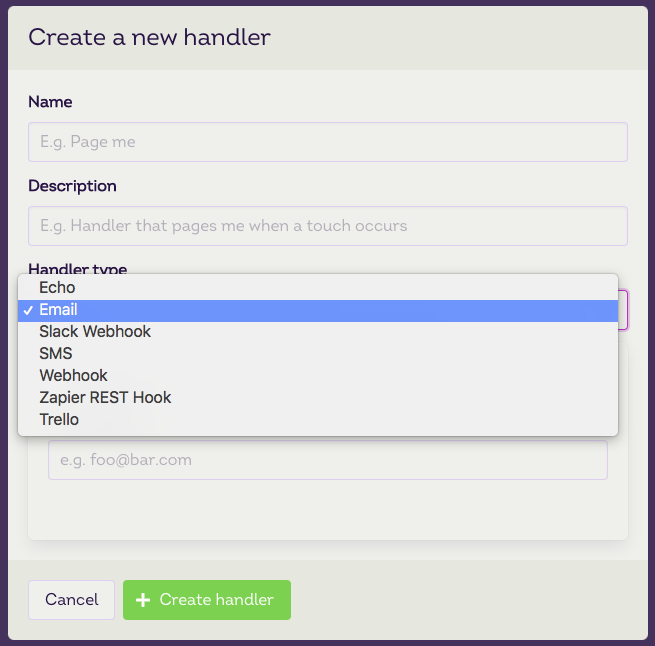 Create a new handler
Name
E.g. Page me
Description
E.g. Handler that pages me when a touch occurs
Handler type
Echo
✓ Email
Slack Webhook
SMS
Webhook
Zapier REST Hook
Trello
e.g. foo@bar.com
Cancel
+ Create handler